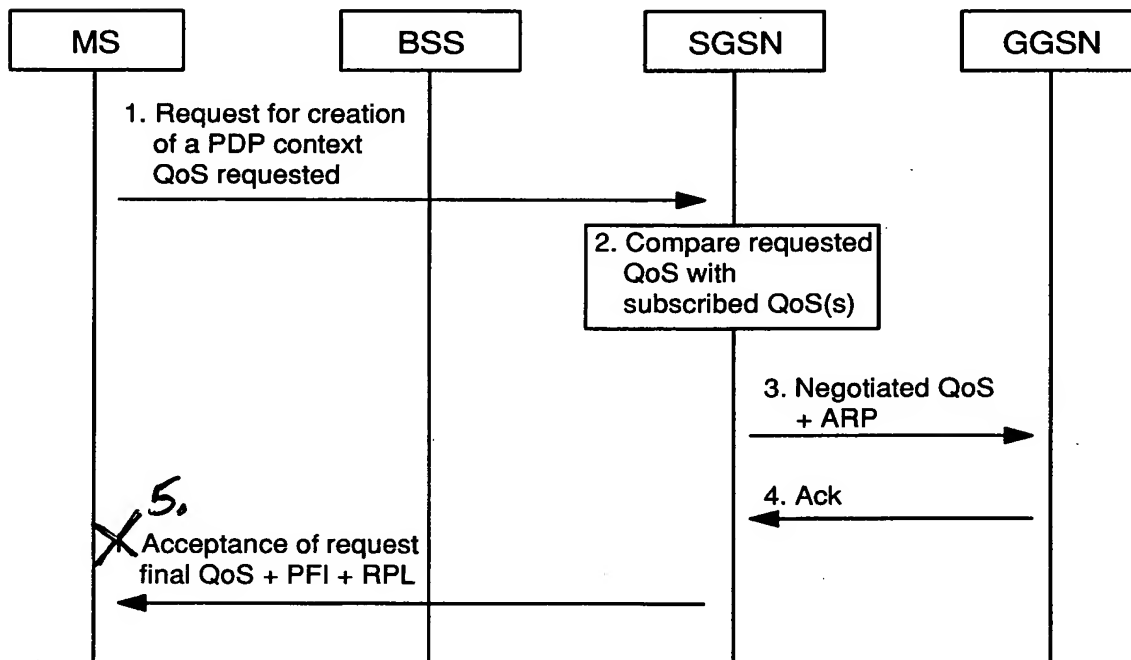 MS
BSS
SGSN
GGSN
1. Request for creation
of a PDP context
QoS requested
2. Compare requested
QoS with
subscribed QoS(s)
3. Negotiated QoS
+ ARP
4. Ack
5.
Acceptance of request
final QoS + PFI + RPL